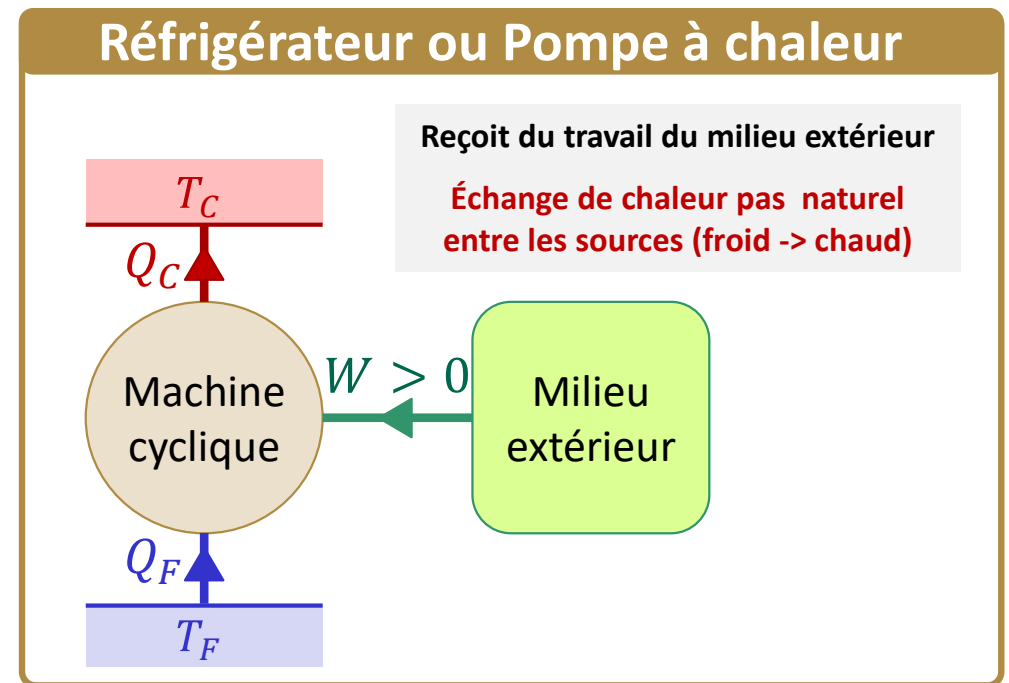 Réfrigérateur ou Pompe à chaleur
Reçoit du travail du milieu extérieur
Échange de chaleur pas naturel
entre les sources (froid -> chaud)
T_C
Q_C
Machine
cyclique
W > 0
Milieu
extérieur
Q_F
T_F